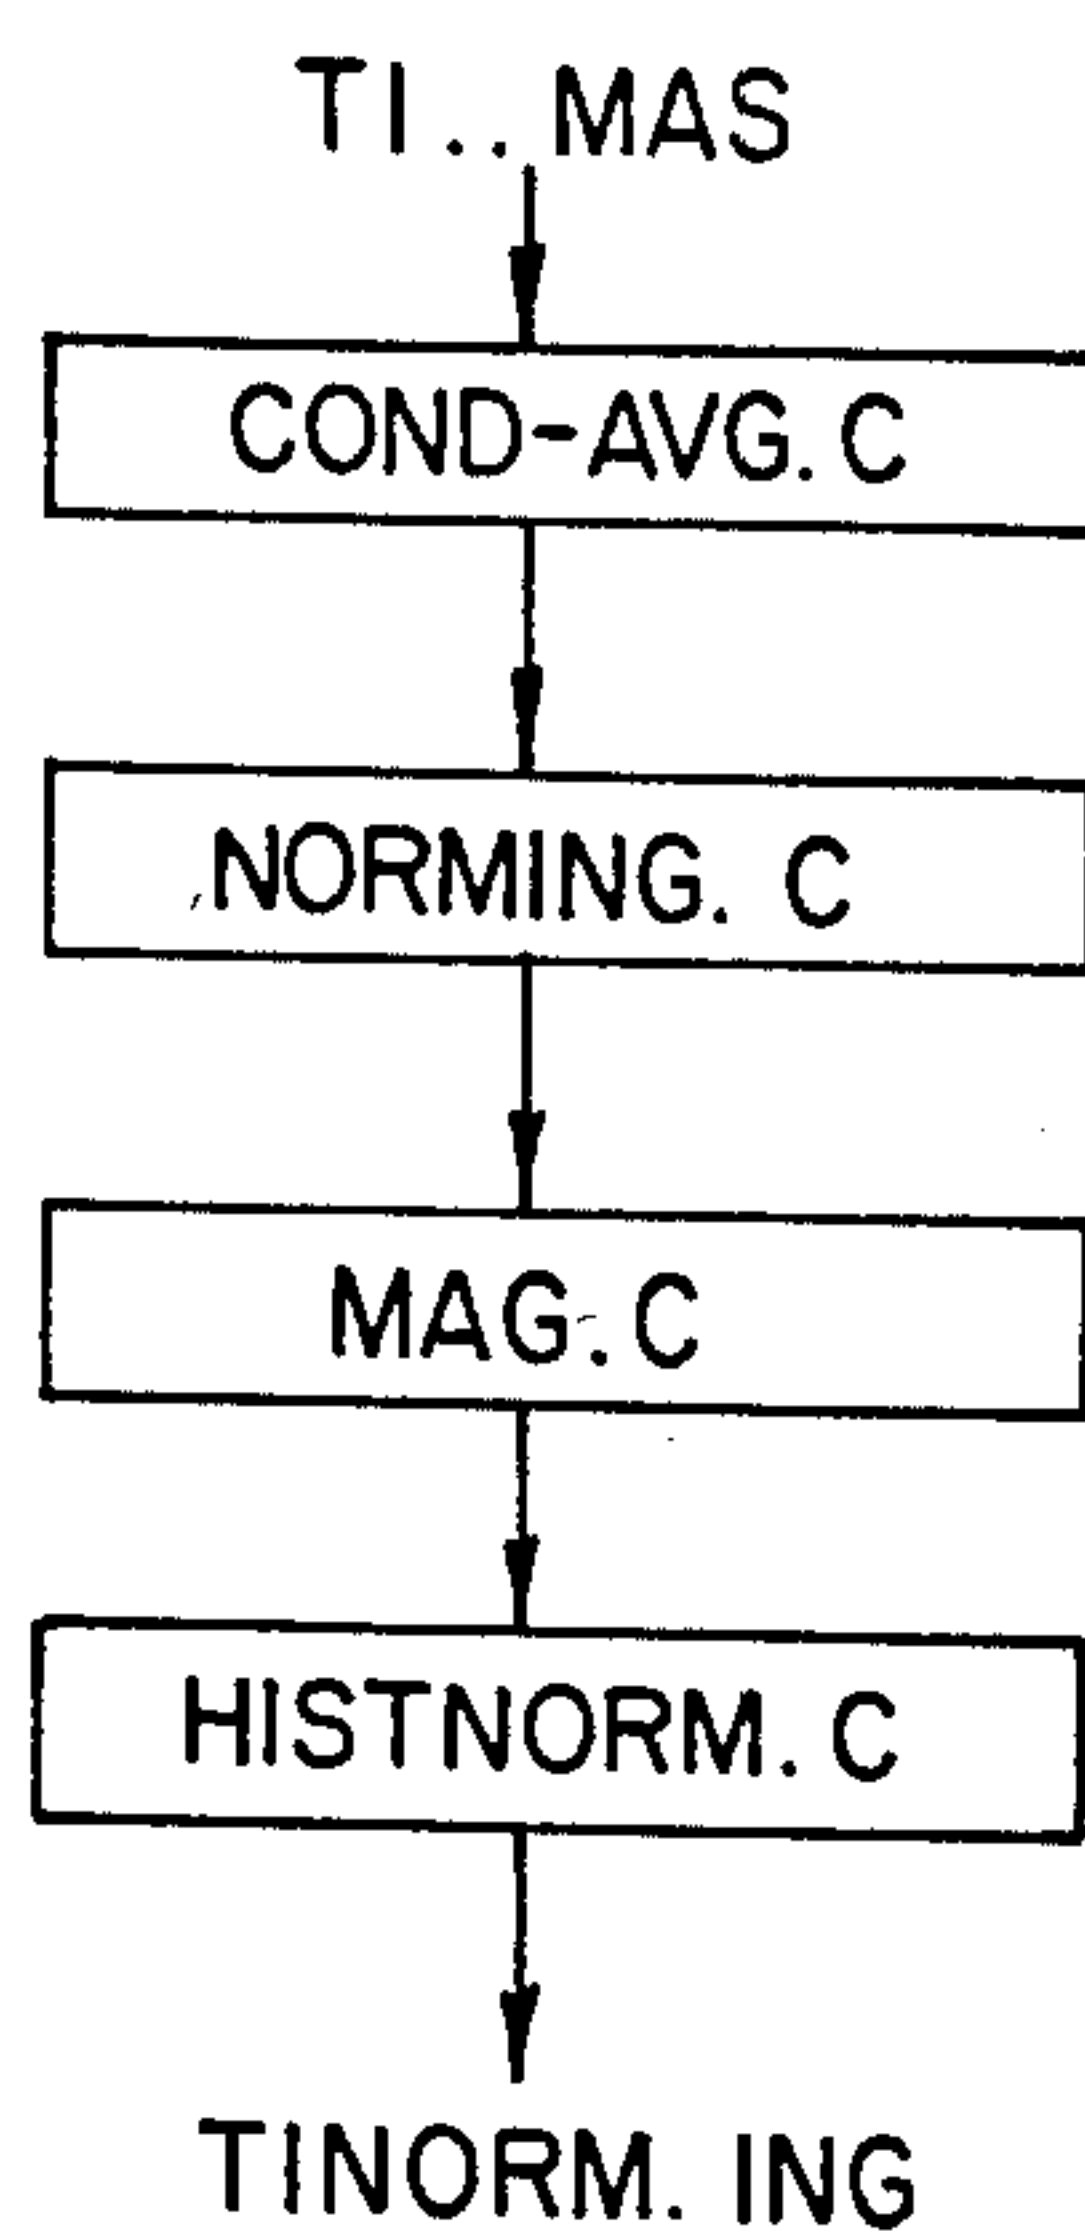 TI.. MAS
COND-AVG. C
NORMING. C
MAG. C
HISTNORM. C
TINORM. ING